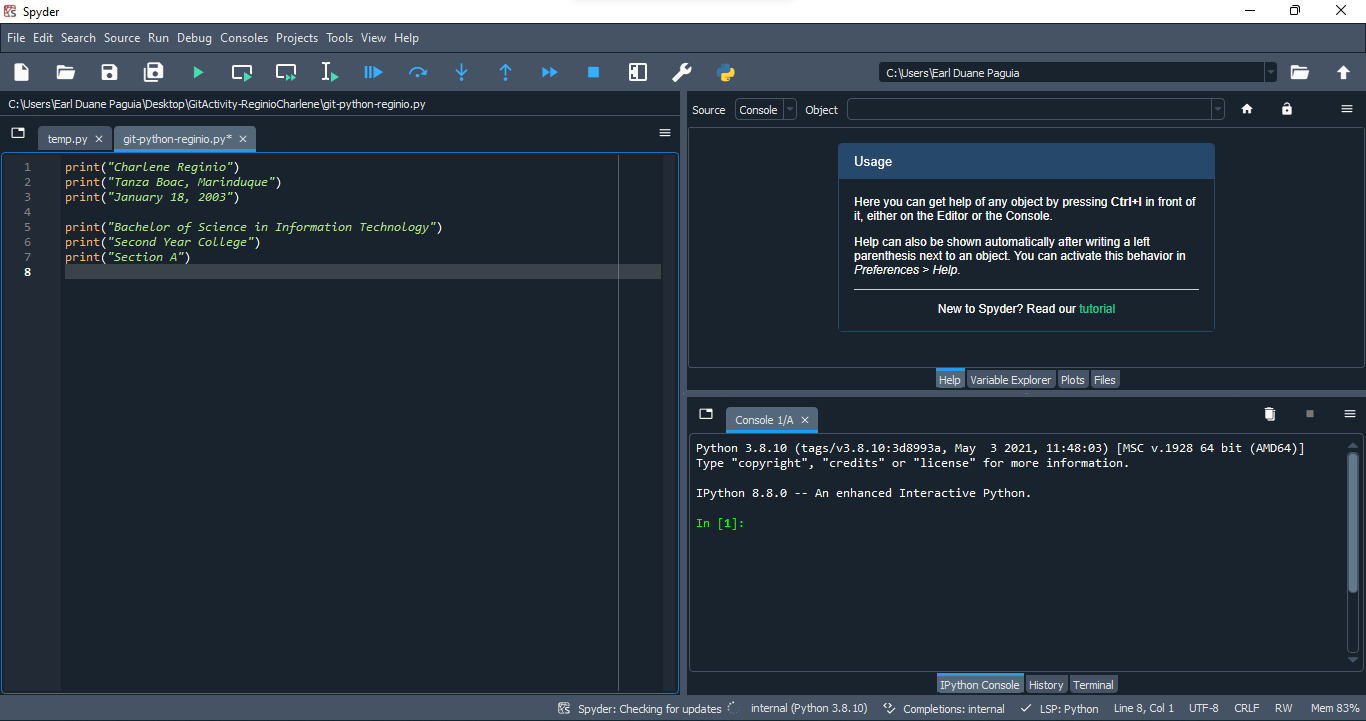 Spyder
File Edit Search Source Run Debug Consoles Projects Tools View Help
C:\Users\Earl Duane Paguia
C:\Users\Earl Duane Paguia\Desktop\GitActivity-ReginioCharlene\git-python-reginio.py
temp.py
git-python-reginio.py*
1 print("Charlene Reginio")
2 print("Tanza Boac, Marinduque")
3 print("January 18, 2003")
4
5 print("Bachelor of Science in Information Technology")
6 print("Second Year College")
7 print("Section A")
8
Source Console Object
Usage
Here you can get help of any object by pressing Ctrl+I in front of
it, either on the Editor or the Console.
Help can also be shown automatically after writing a left
parenthesis next to an object. You can activate this behavior in
Preferences > Help.
New to Spyder? Read our tutorial
Help Variable Explorer Plots Files
Console 1/A
Python 3.8.10 (tags/v3.8.10:3d8993a, May  3 2021, 11:48:03) [MSC v.1928 64 bit (AMD64)]
Type "copyright", "credits" or "license" for more information.
IPython 8.8.0 -- An enhanced Interactive Python.
In [1]:
IPython Console History Terminal
Spyder: Checking for updates internal (Python 3.8.10) Completions: internal LSP: Python Line 8, Col 1 UTF-8 CRLF RW Mem 83%